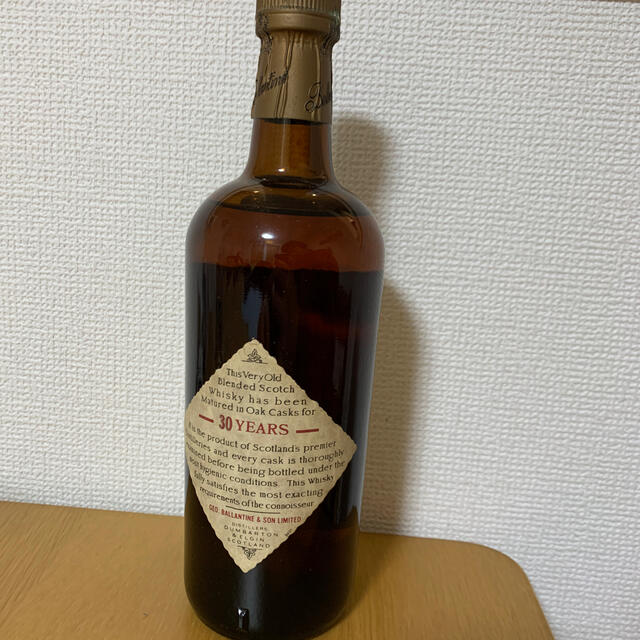 Ballantine
This Very Old
Blended Scotch
Whisky has been
Matured in Oak Casks for
30 YEARS
It is the product of Scotlands premier
and every cask is thoroughly
before being bottled under the
hygienic conditions. This Whisky
fully satisfies the most exacting
requirements of the connoisseur
GEO. BALLANTINE & SON LIMITED
DISTILLERS
DUMBARTON
& ELGIN
SCOTLAND